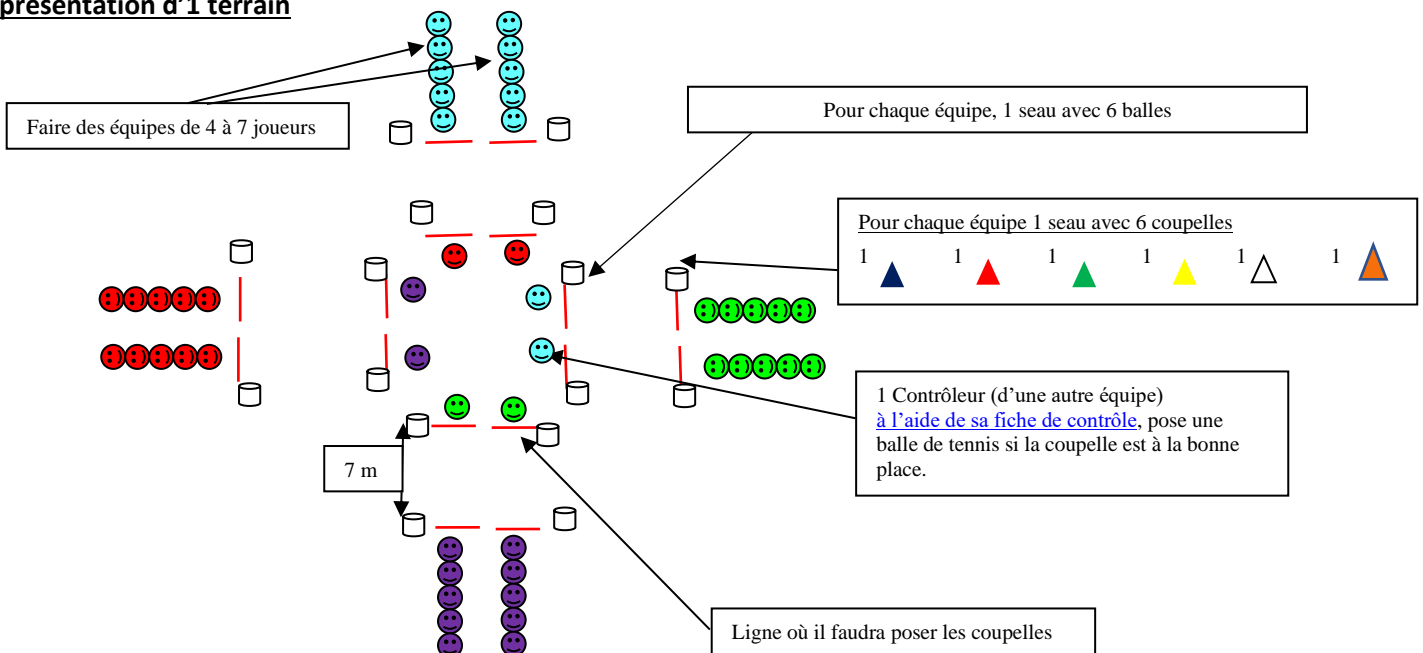 présentation d'1 terrain
Faire des équipes de 4 à 7 joueurs
Pour chaque équipe, 1 seau avec 6 balles
Pour chaque équipe 1 seau avec 6 coupelles
1 1 1 1 1 1
1 Contrôleur (d'une autre équipe)
à l'aide de sa fiche de contrôle, pose une
balle de tennis si la coupelle est à la bonne
place.
7 m
Ligne où il faudra poser les coupelles